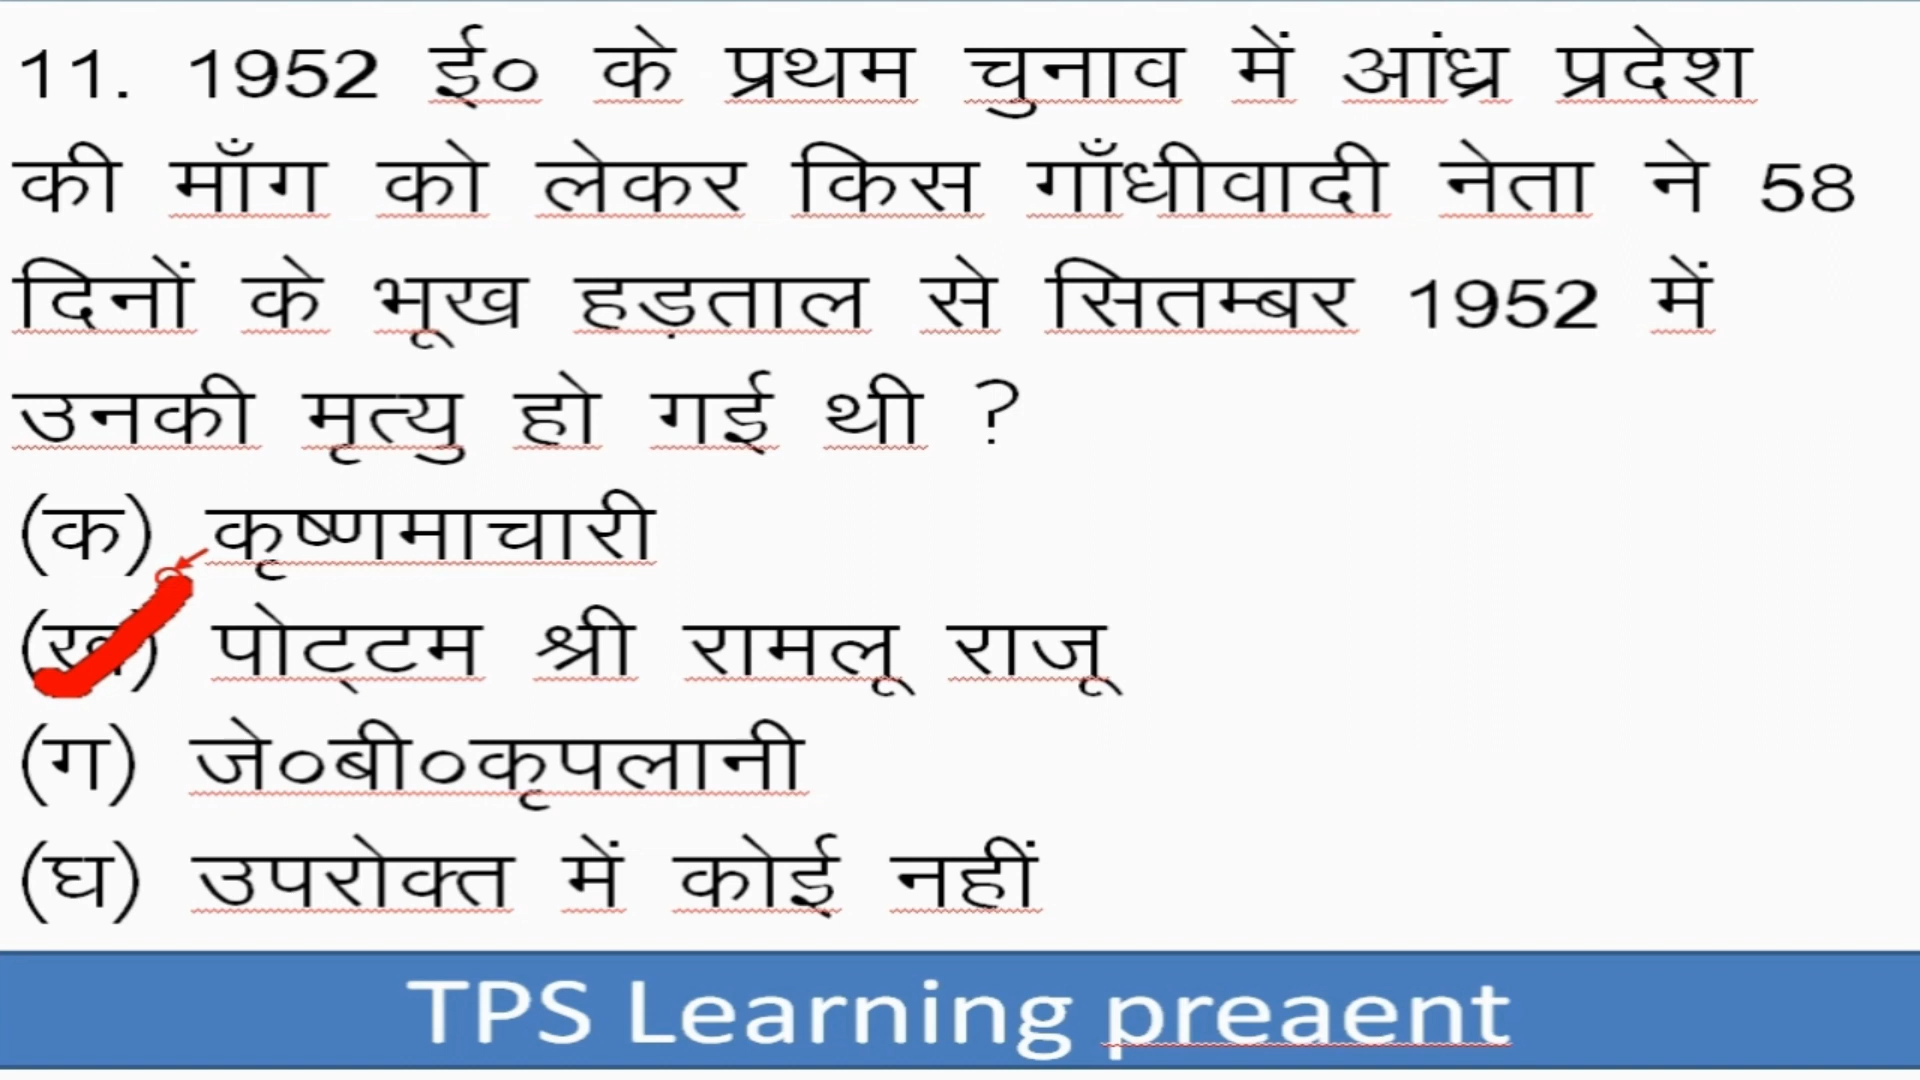 11. 1952 ई० के प्रथम चुनाव में आंध्र प्रदेश
की माँग को लेकर किस गाँधीवादी नेता ने 58
दिनों के भूख हड़ताल से सितम्बर 1952 में
उनकी मृत्यु हो गई थी ?
(क) कृष्णमाचारी
(ख) पोट्टम श्री रामलू राजू
(ग) जे०बी०कृपलानी
(घ) उपरोक्त में कोई नहीं
TPS Learning preaent